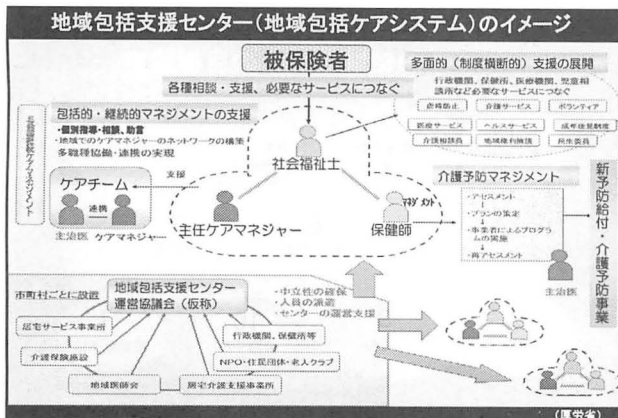 地域包括支援センター(地域包括ケアシステム)のイメージ
被保険者
各種相談・支援、必要なサービスにつなぐ
多面的(制度横断的)支援の展開
行政機関、保健所、医療機関、児童相
談所など必要なサービスにつなぐ
虐待防止
介護サービス
ボランティア
医療サービス
ヘルスサービス
成年後見制度
介護相談員
地域権利擁護
民生委員
包括的・継続的マネジメントの支援
・個別指導・相談、助言
・地域でのケアマネージャーのネットワークの構築
多職種協働・連携の実現
ケアチーム
連携
主治医
ケアマネジャー
支援
社会福祉士
主任ケアマネジャー
保健師
マネジメント
介護予防マネジメント
・アセスメント
↓
・プランの策定
↓
・事業者によるプログ
ラムの実施
↓
・再アセスメント
主治医
新予防給付・介護予防事業
市町村ごとに設置
地域包括支援センター
運営協議会(仮称)
・中立性の確保
・人員の派遣
・センターの運営支援
居宅サービス事業所
介護保険施設
地域医師会
居宅介護支援事業所
NPO・住民団体・老人クラブ
行政機関、保健所等
(厚労省)